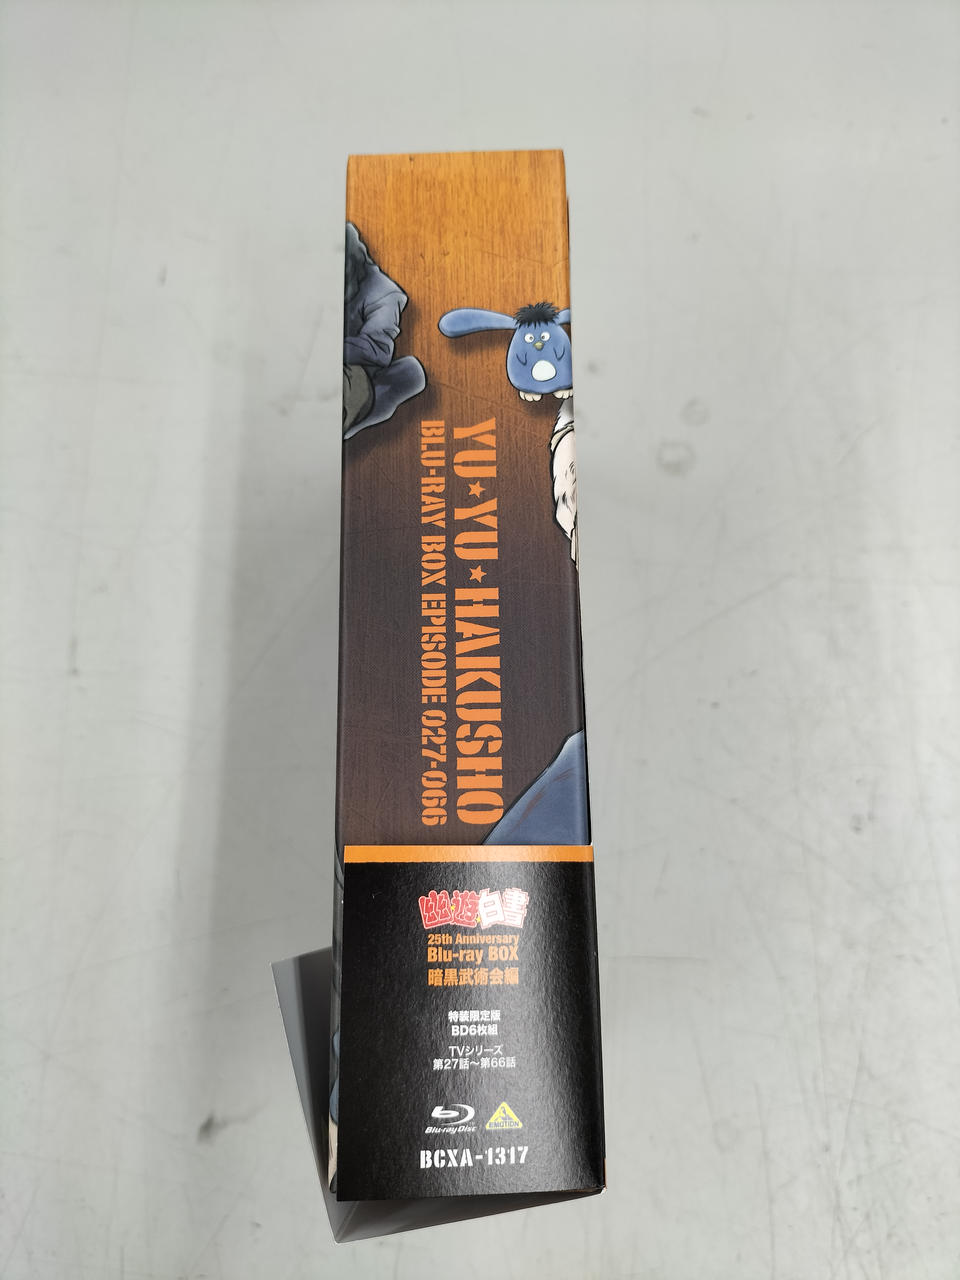 YU★YU★HAKUSHO
BLU-RAY BOX EPISODE 027-066
幽☆遊☆白書
25th Anniversary
Blu-ray BOX
暗黒武術会編
特装限定版
BD6枚組
TVシリーズ
第27話～第66話
Blu-ray Disc
EMOTION
BCXA-1317